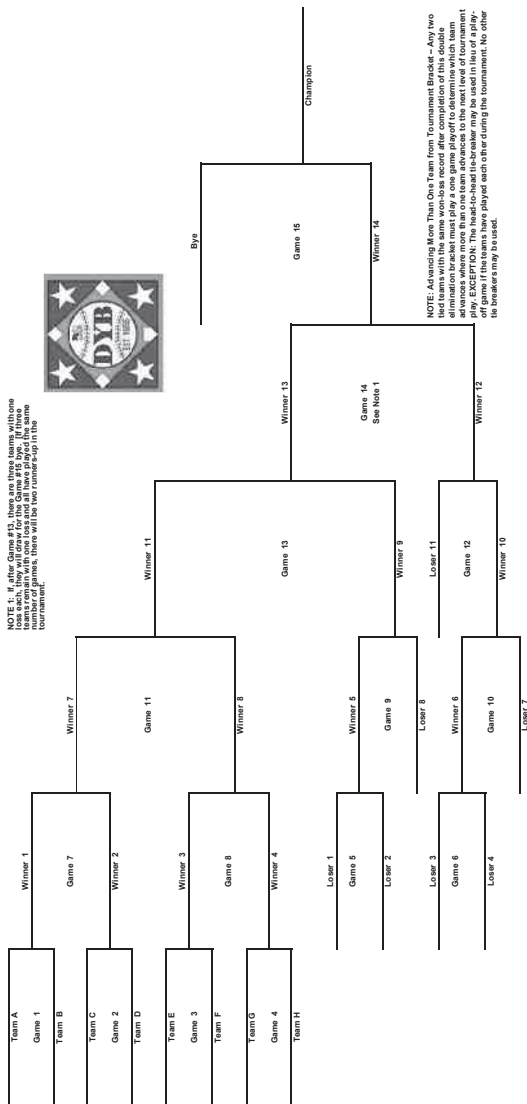 NOTE 1: If, after Game #13, there are three teams with one
loss each, they will draw for the Game #15 bye. [If three
teams remain with one loss and all have played the same
number of games, there will be two runners-up in the
tournament.
DYB
NOTE: Advancing More Than One Team from Tournament Bracket – Any two
tied teams with the same won-loss record after completion of this double
elimination bracket must play a one game playoff to determine which team
advances where more than one team advances to the next level of tournament
play. EXCEPTION: The head-to-head tie-breaker may be used in lieu of a play-
off game if the teams have played each other during the tournament. No other
tie breakers may be used.
Team A
Game 1
Team B
Team C
Game 2
Team D
Team E
Game 3
Team F
Team G
Game 4
Team H
Winner 1
Game 7
Winner 2
Winner 3
Game 8
Winner 4
Loser 1
Game 5
Loser 2
Loser 3
Game 6
Loser 4
Winner 7
Game 11
Winner 8
Winner 5
Game 9
Loser 8
Winner 6
Game 10
Loser 7
Winner 11
Game 13
Winner 9
Loser 11
Game 12
Winner 10
Winner 13
Game 14
See Note 1
Winner 12
Bye
Game 15
Winner 14
Champion